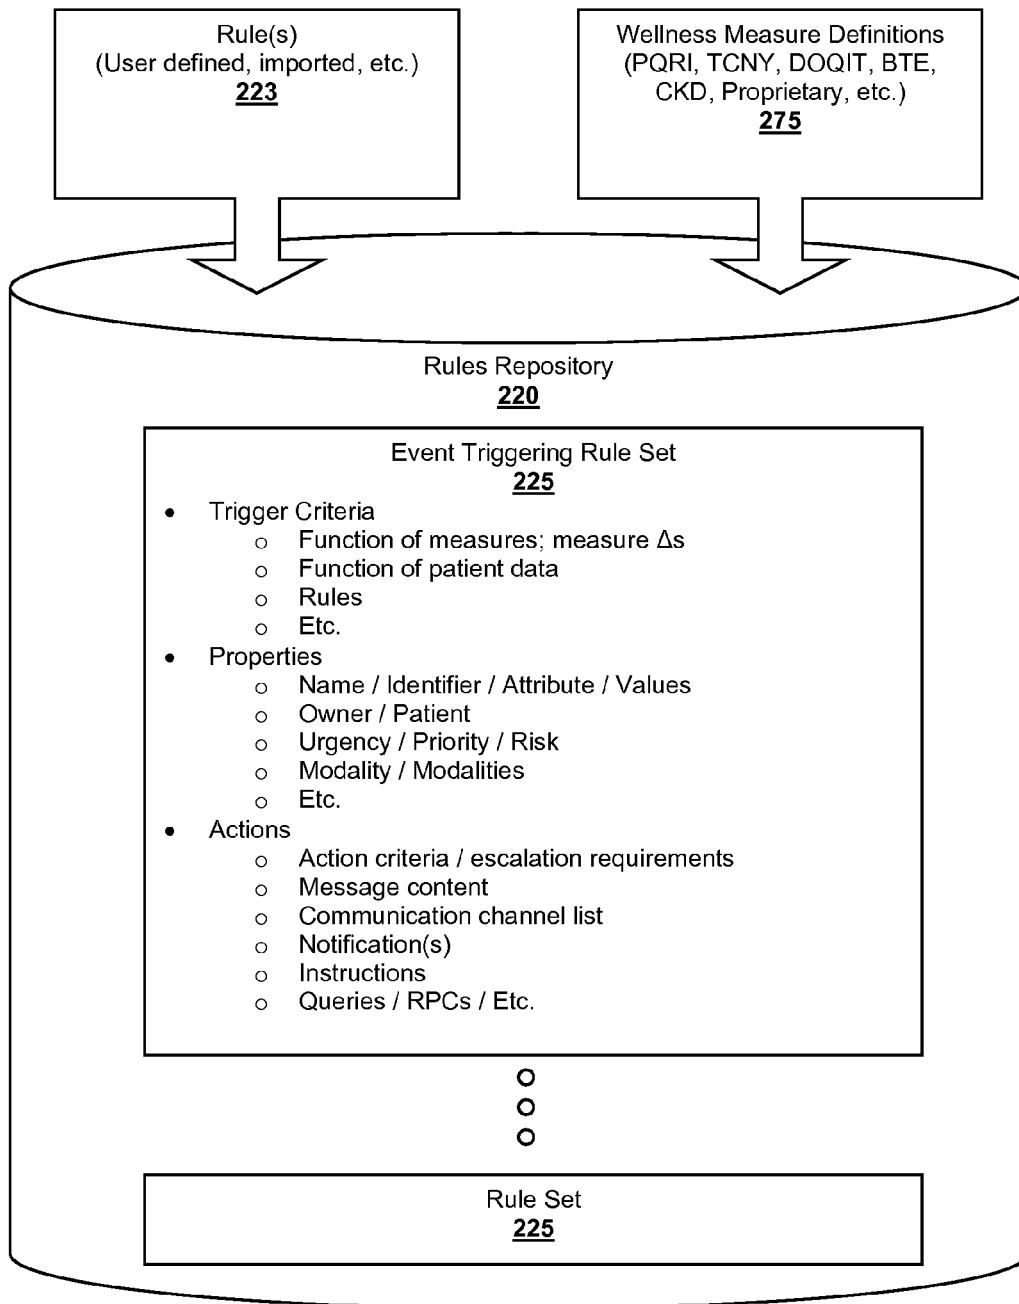 Rule(s)
(User defined, imported, etc.)
223
Wellness Measure Definitions
(PQRI, TCNY, DOQIT, BTE,
CKD, Proprietary, etc.)
275
Rules Repository
220
Event Triggering Rule Set
225
• Trigger Criteria
o Function of measures; measure Δs
o Function of patient data
o Rules
o Etc.
• Properties
o Name / Identifier / Attribute / Values
o Owner / Patient
o Urgency / Priority / Risk
o Modality / Modalities
o Etc.
• Actions
o Action criteria / escalation requirements
o Message content
o Communication channel list
o Notification(s)
o Instructions
o Queries / RPCs / Etc.
Rule Set
225